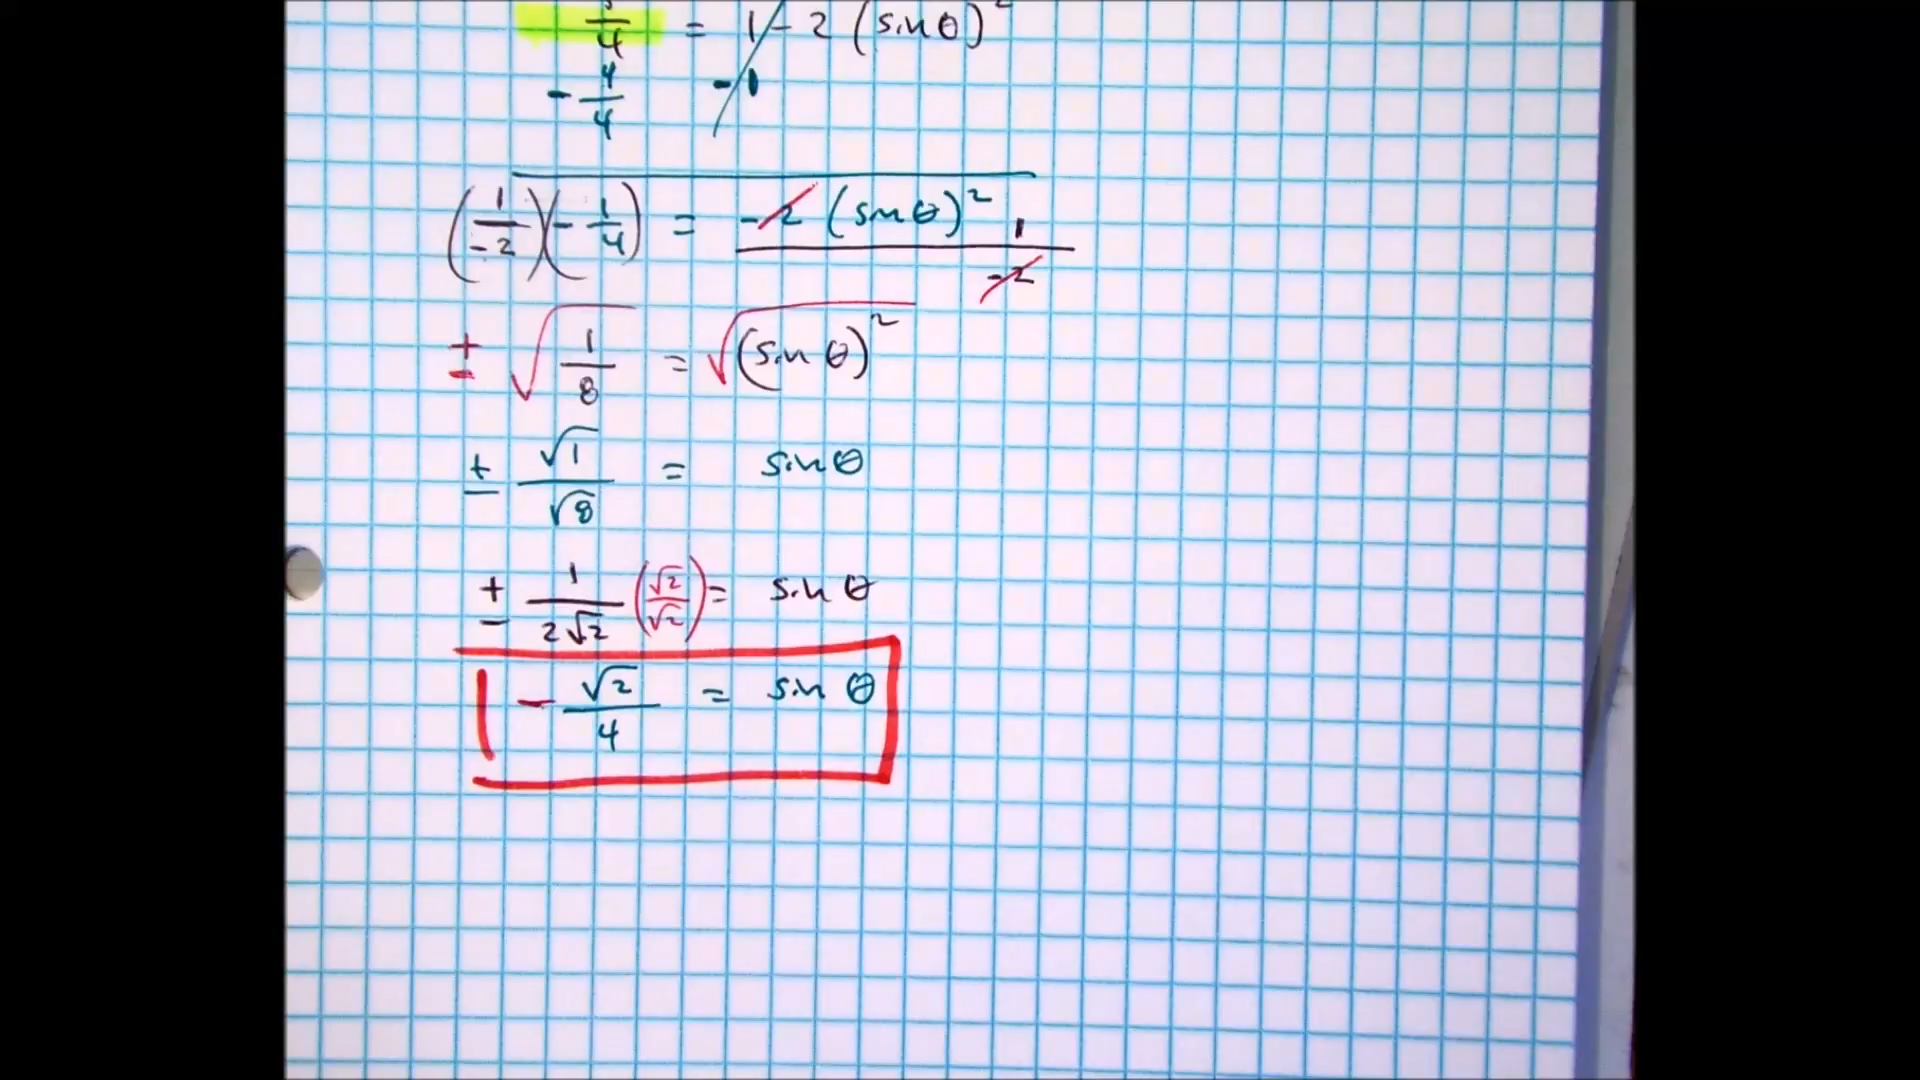 3/4 = 1 - 2 (sin θ)²
- 4/4 -1
(1/-2)(-1/4) = -2 (sin θ)² 1/-2
± √(1/8) = √(sin θ)²
± √1/√8 = sin θ
± 1/2√2 (√2/√2) = sin θ
- √2/4 = sin θ